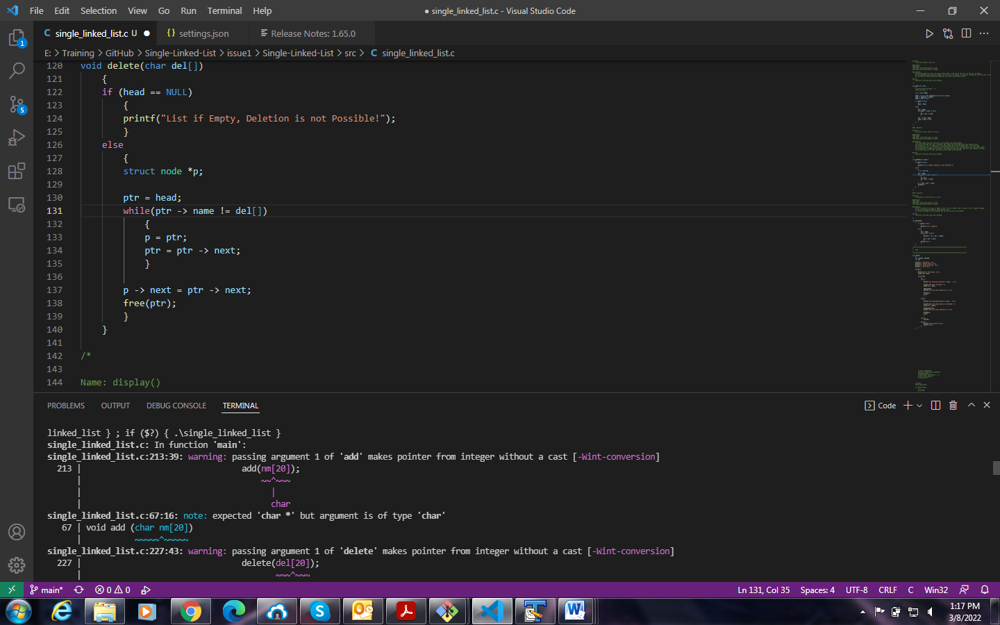 File Edit Selection View Go Run Terminal Help
● single_linked_list.c - Visual Studio Code
single_linked_list.c U ● settings.json Release Notes: 1.65.0
E: > Training > GitHub > Single-Linked-List > issue1 > Single-Linked-List > src > C single_linked_list.c
120 void delete(char del[])
121 {
122 if (head == NULL)
123 {
124 printf("List if Empty, Deletion is not Possible!");
125 }
126 else
127 {
128 struct node *p;
129
130 ptr = head;
131 while(ptr -> name != del[])
132 {
133 p = ptr;
134 ptr = ptr -> next;
135 }
136
137 p -> next = ptr -> next;
138 free(ptr);
139 }
140 }
141
142 /*
143
144 Name: display()
PROBLEMS OUTPUT DEBUG CONSOLE TERMINAL
Code
linked_list } ; if ($?) { .\single_linked_list }
single_linked_list.c: In function 'main':
single_linked_list.c:213:39: warning: passing argument 1 of 'add' makes pointer from integer without a cast [-Wint-conversion]
213 | add(nm[20]);
| ~~^~~~
| |
| char
single_linked_list.c:67:16: note: expected 'char *' but argument is of type 'char'
67 | void add (char nm[20])
| ~~~~~^~~~~~
single_linked_list.c:227:43: warning: passing argument 1 of 'delete' makes pointer from integer without a cast [-Wint-conversion]
227 | delete(del[20]);
| ~~~^~~~
main* 0 0 Ln 131, Col 35 Spaces: 4 UTF-8 CRLF C Win32
1:17 PM
3/8/2022